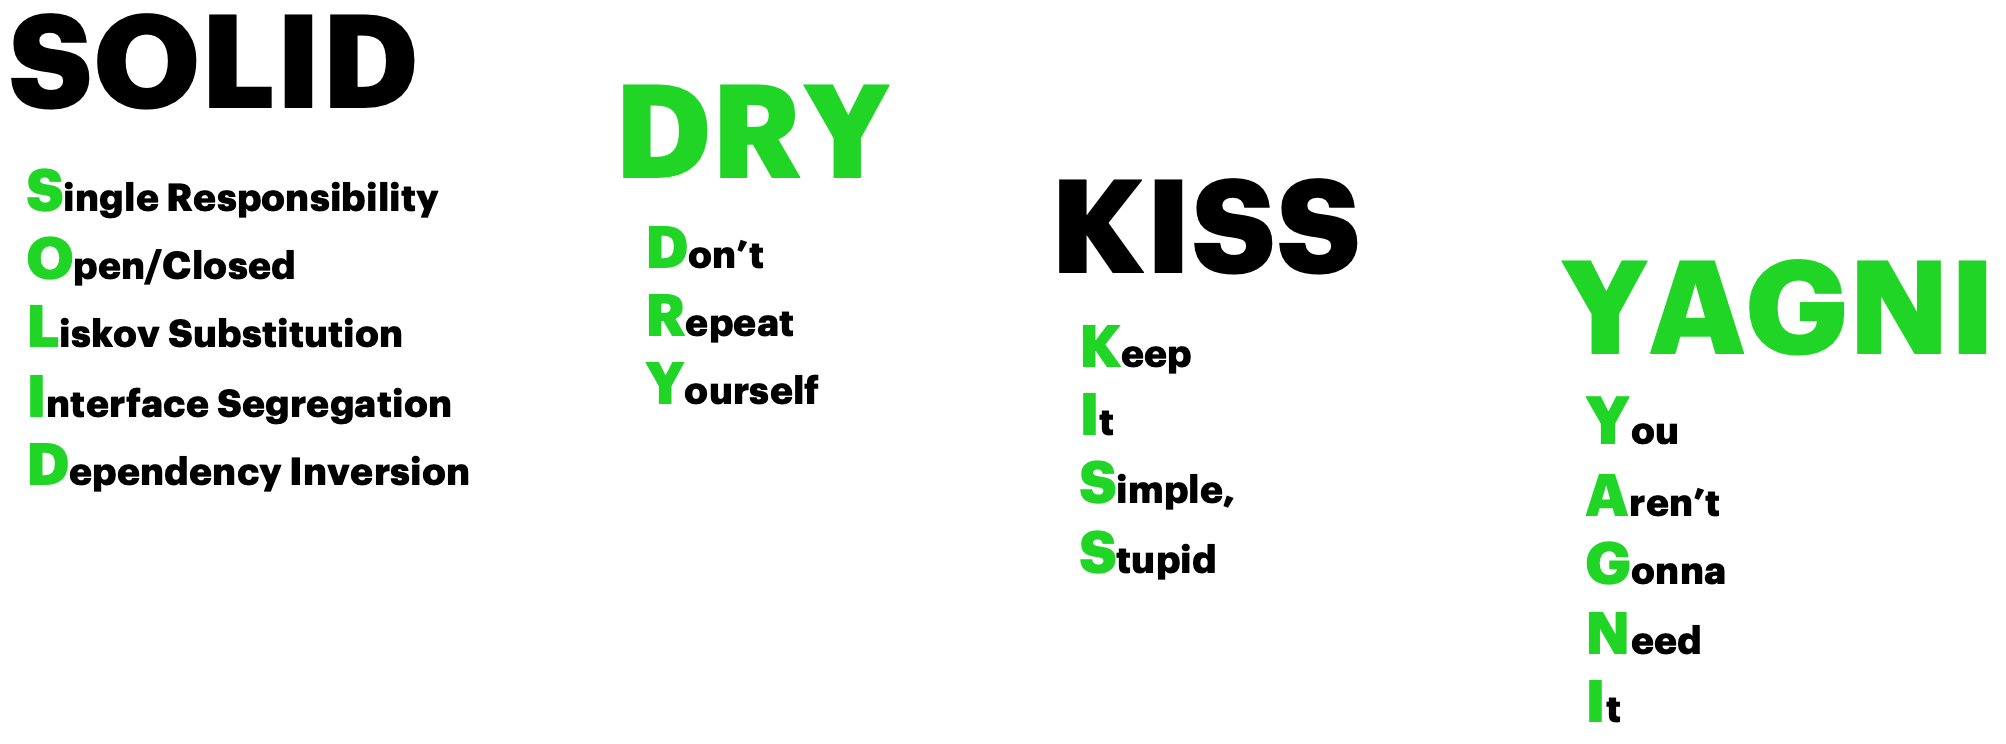 SOLID
Single Responsibility
Open/Closed
Liskov Substitution
Interface Segregation
Dependency Inversion
DRY
Don’t
Repeat
Yourself
KISS
Keep
It
Simple,
Stupid
YAGNI
You
Aren’t
Gonna
Need
It